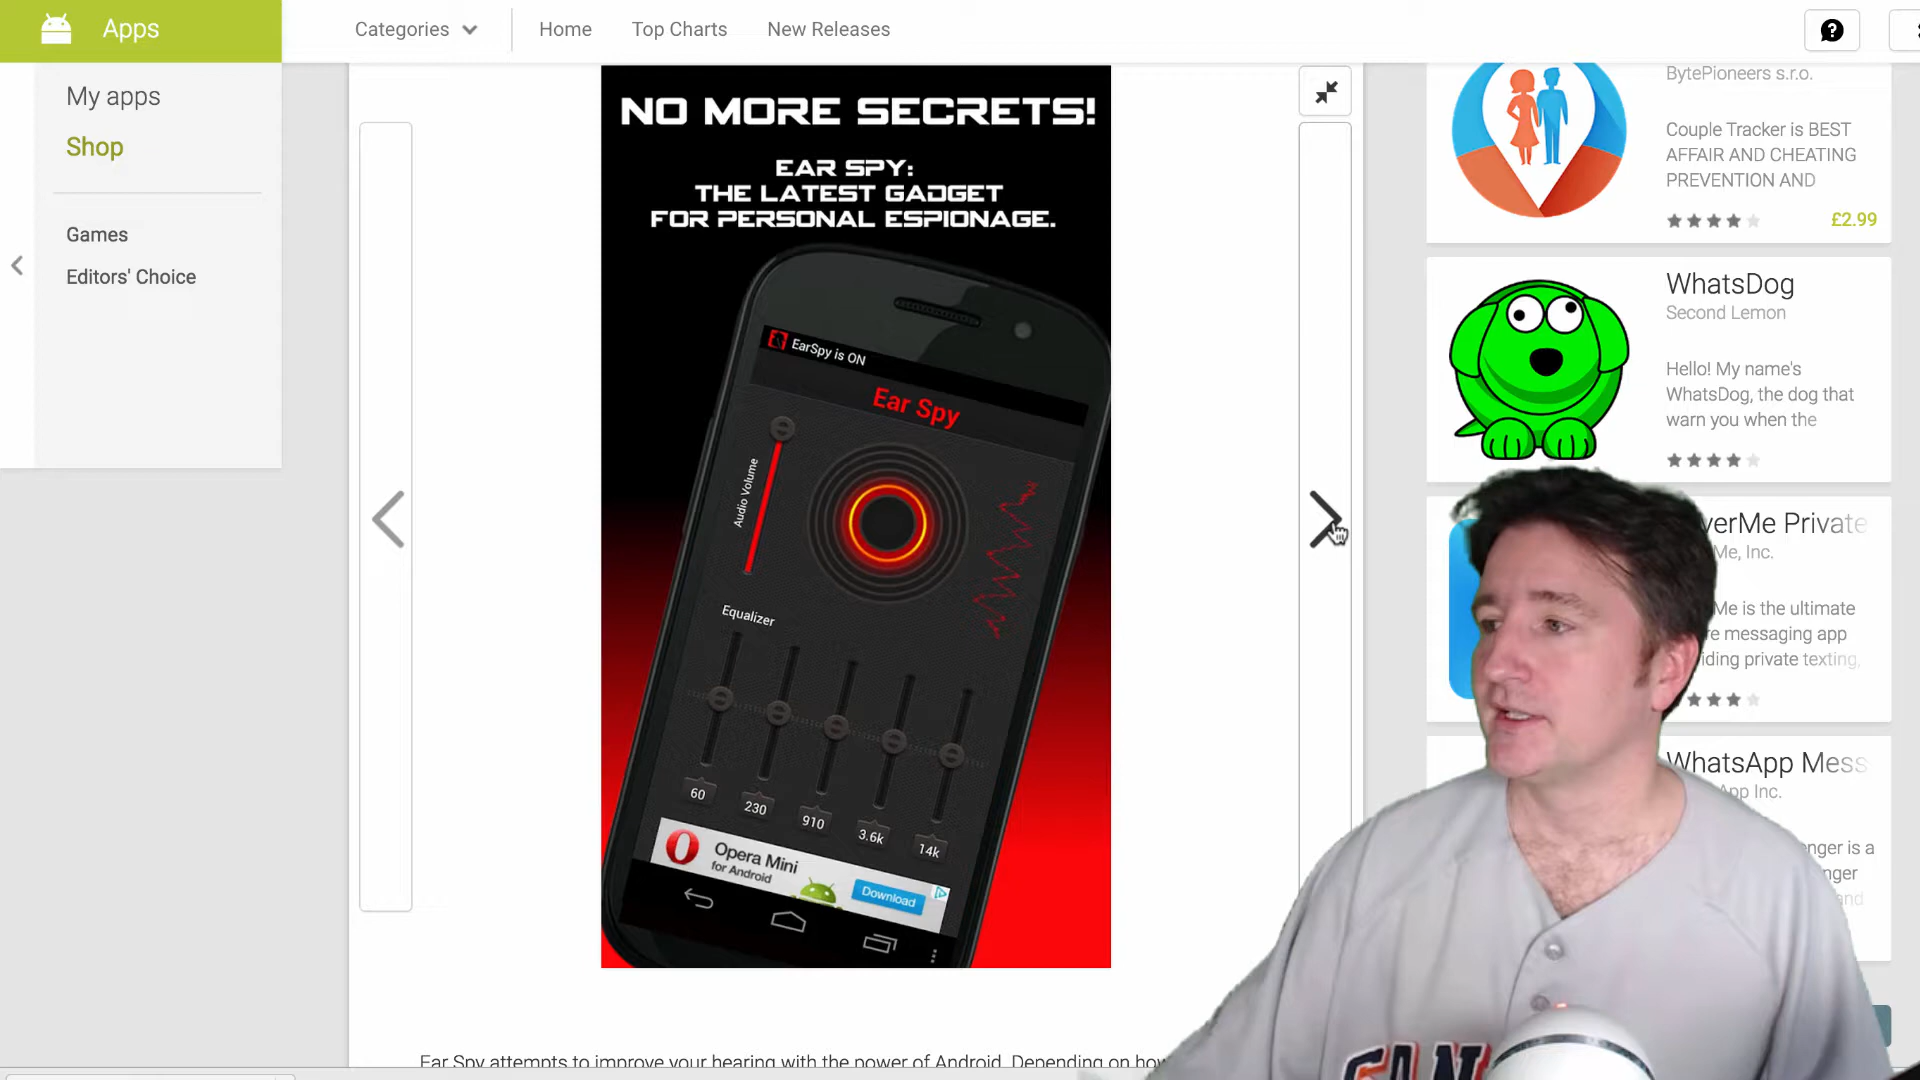 Apps
Categories
Home
Top Charts
New Releases
My apps
Shop
Games
Editors' Choice
NO MORE SECRETS!
EAR SPY:
THE LATEST GADGET
FOR PERSONAL ESPIONAGE.
EarSpy is ON
Ear Spy
Audio Volume
Equalizer
60
230
910
3.6k
14k
Opera Mini
for Android
Download
Ear Spy attempts to improve your hearing with the power of Android. Depending on how
BytePioneers s.r.o.
Couple Tracker is BEST
AFFAIR AND CHEATING
PREVENTION AND
£2.99
WhatsDog
Second Lemon
Hello! My name's
WhatsDog, the dog that
warn you when the
verMe Private
Me, Inc.
Me is the ultimate
re messaging app
iding private texting,
WhatsApp Mess
App Inc.
nger is a
nger
and